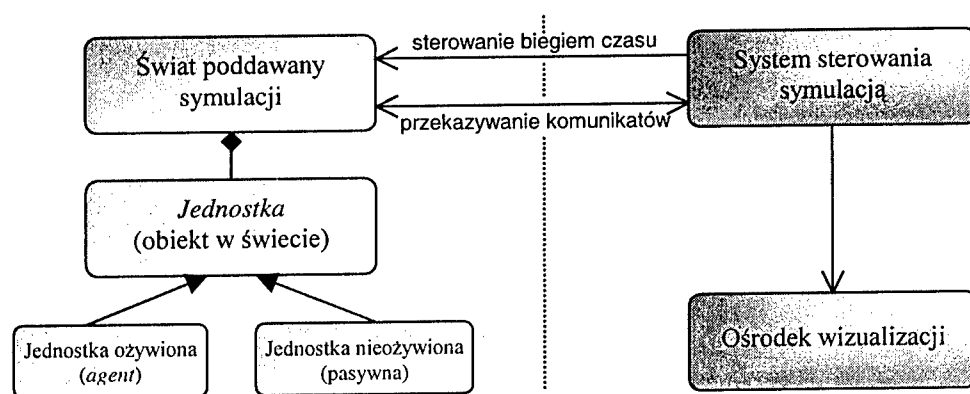 Świat poddawany
symulacji
sterowanie biegiem czasu
przekazywanie komunikatów
System sterowania
symulacją
Jednostka
(obiekt w świecie)
Jednostka ożywiona
(agent)
Jednostka nieożywiona
(pasywna)
Ośrodek wizualizacji